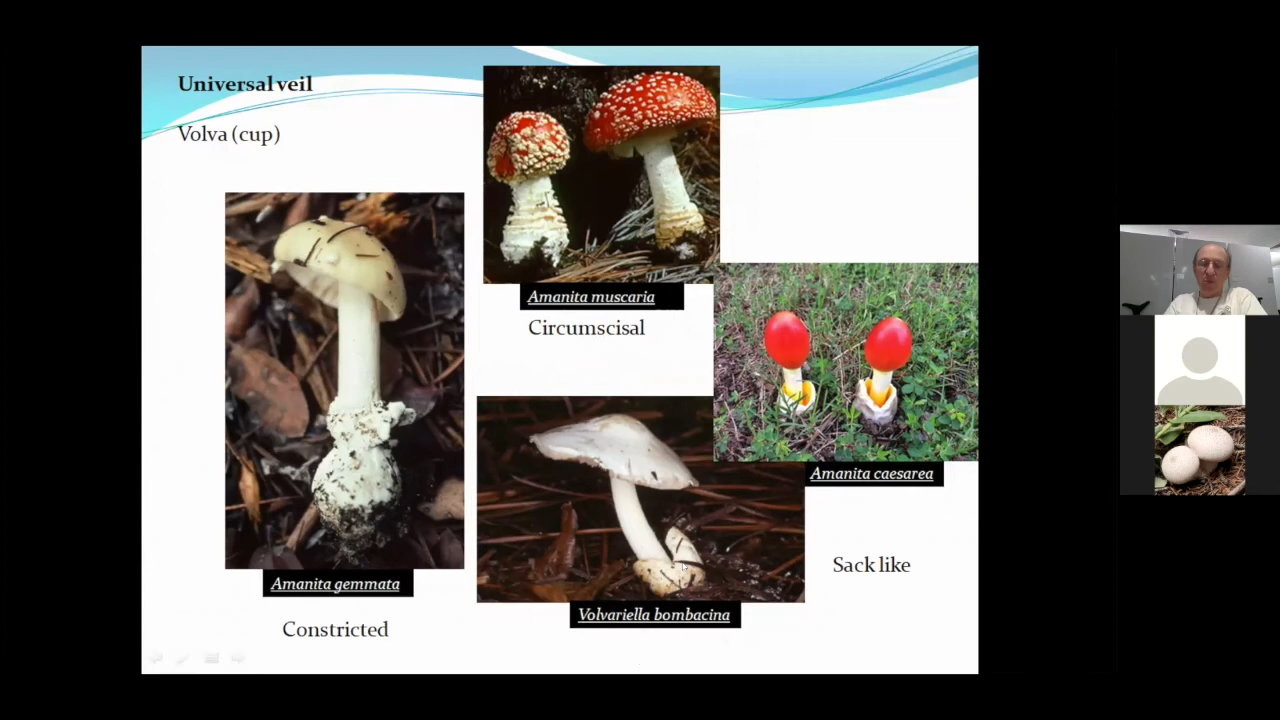 Universal veil
Volva (cup)
Amanita muscaria
Circumscisal
Amanita caesarea
Sack like
Amanita gemmata
Constricted
Volvariella bombacina